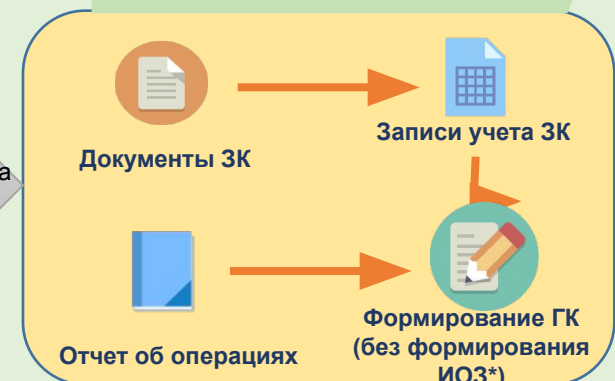 Документы ЗК
Записи учета ЗК
а
Отчет об операциях
Формирование ГК
(без формирования
ИОЗ*)